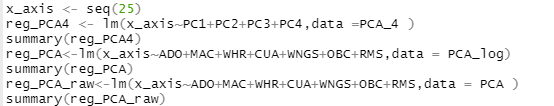 x_axis <- seq(25)
reg_PCA4 <- lm(x_axis~PC1+PC2+PC3+PC4,data =PCA_4 )
summary(reg_PCA4)
reg_PCA<-lm(x_axis~ADO+MAC+WHR+CUA+WNGS+OBC+RMS,data = PCA_log)
summary(reg_PCA)
reg_PCA_raw<-lm(x_axis~ADO+MAC+WHR+CUA+WNGS+OBC+RMS,data = PCA )
summary(reg_PCA_raw)